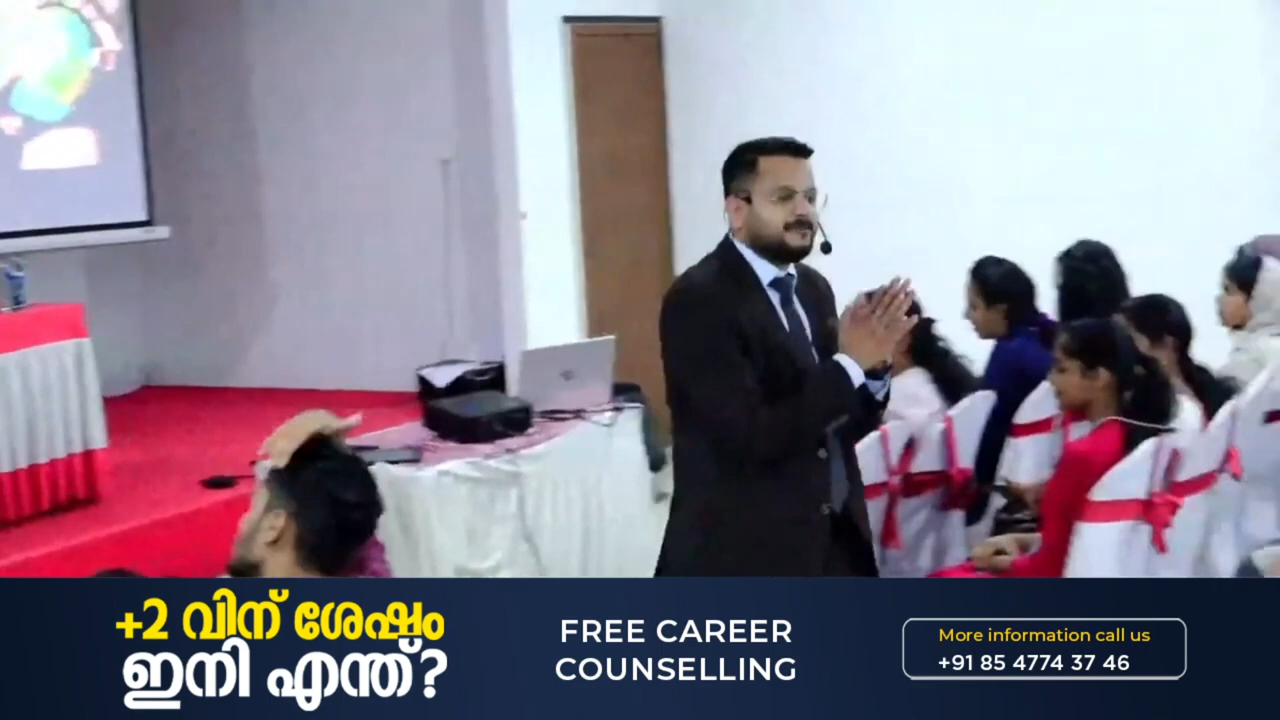 +2 വിന് ശേഷം
ഇനി എന്ത്?
FREE CAREER
COUNSELLING
More information call us
+91 85 4774 37 46